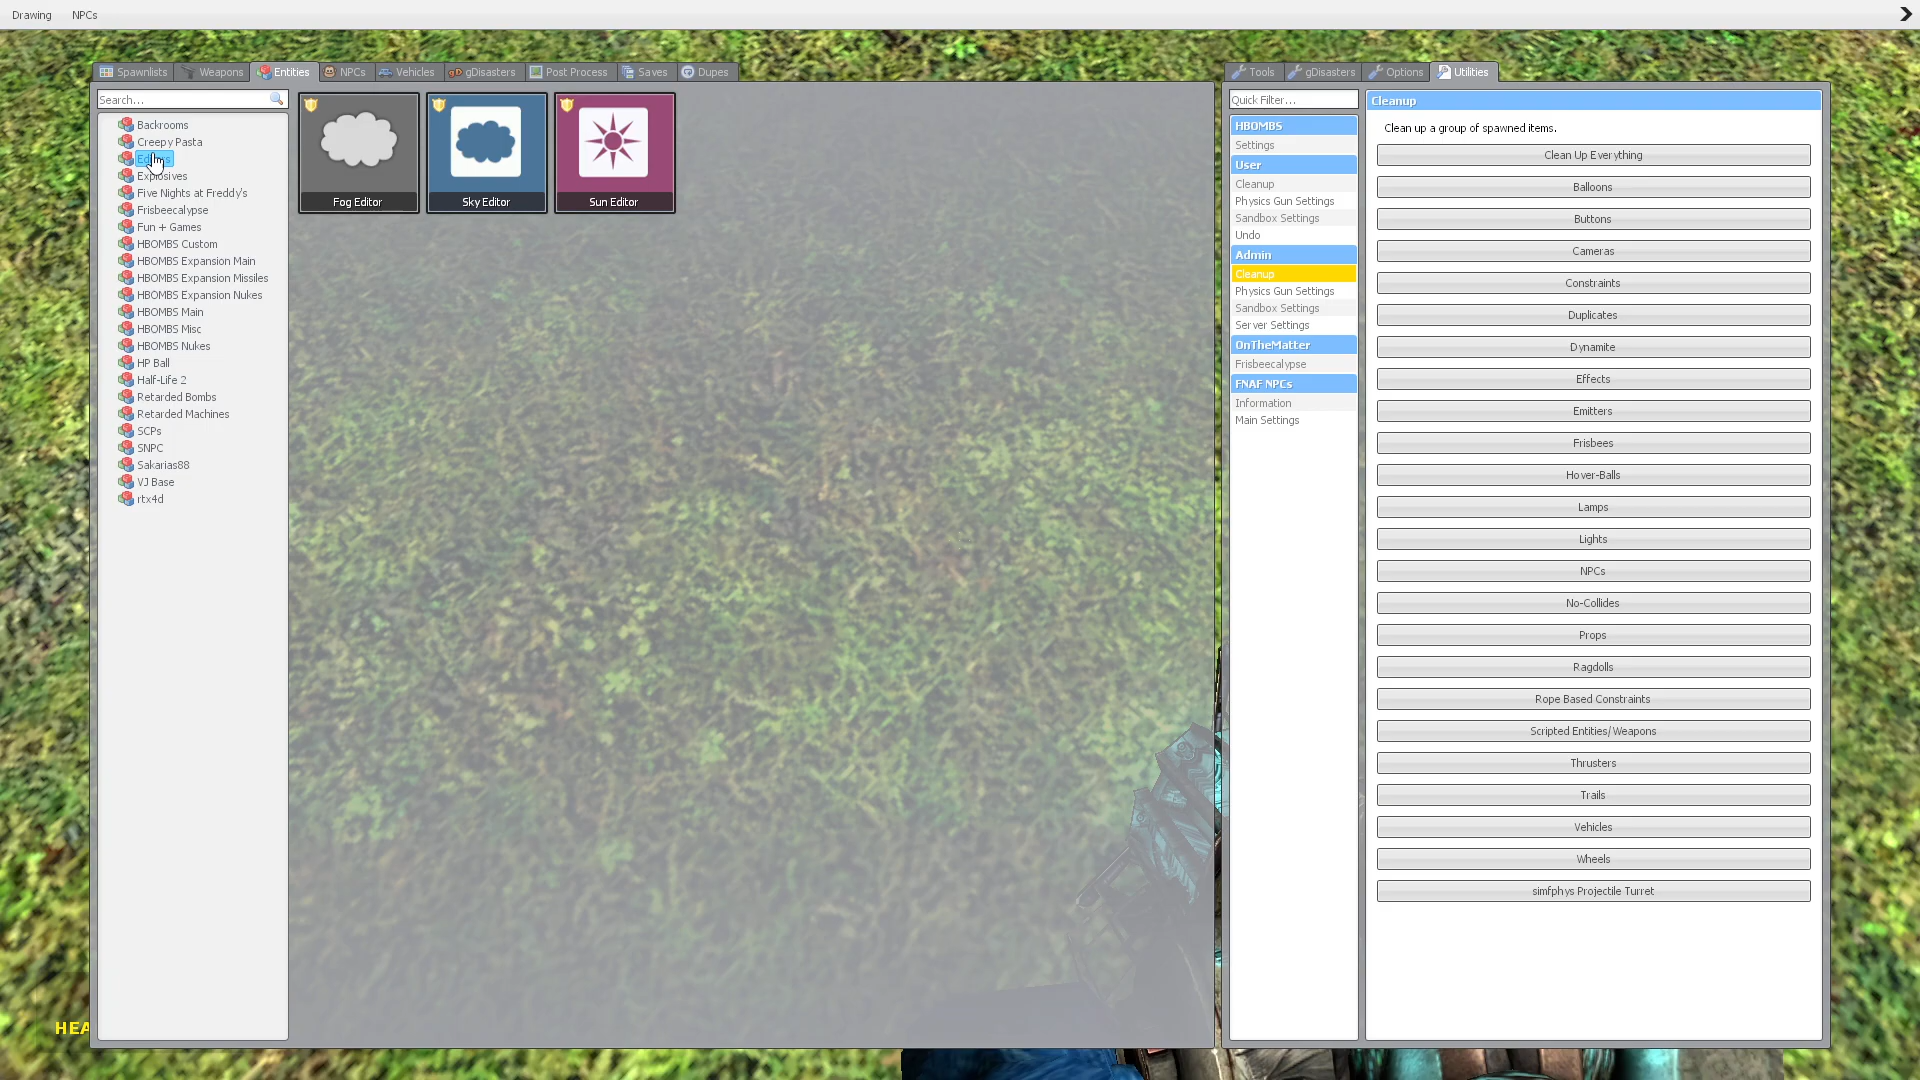 Drawing NPCs
Spawnlists Weapons Entities NPCs Vehicles gDisasters Post Process Saves Dupes
Search...
Backrooms
Creepy Pasta
Explosives
Five Nights at Freddy's
Frisbeecalypse
Fun + Games
HBOMBS Custom
HBOMBS Expansion Main
HBOMBS Expansion Missiles
HBOMBS Expansion Nukes
HBOMBS Main
HBOMBS Misc
HBOMBS Nukes
HP Ball
Half-Life 2
Retarded Bombs
Retarded Machines
SCPs
SNPC
Sakarias88
VJ Base
rtx4d
Fog Editor
Sky Editor
Sun Editor
HEA
Tools gDisasters Options Utilities
Quick Filter...
HBOMBS
Settings
User
Cleanup
Physics Gun Settings
Sandbox Settings
Undo
Admin
Cleanup
Physics Gun Settings
Sandbox Settings
Server Settings
OnTheMatter
Frisbeecalypse
FNAF NPCs
Information
Main Settings
Cleanup
Clean up a group of spawned items.
Clean Up Everything
Balloons
Buttons
Cameras
Constraints
Duplicates
Dynamite
Effects
Emitters
Frisbees
Hover-Balls
Lamps
Lights
NPCs
No-Collides
Props
Ragdolls
Rope Based Constraints
Scripted Entities/Weapons
Thrusters
Trails
Vehicles
Wheels
simfphys Projectile Turret